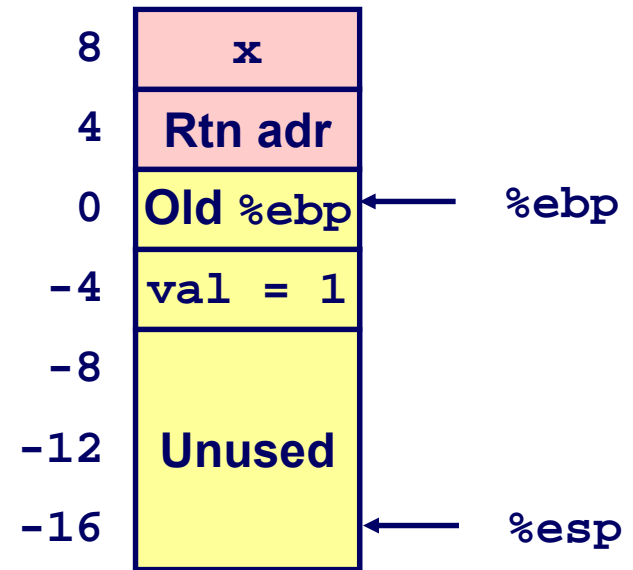 8 x
4 Rtn adr
0 Old %ebp %ebp
-4 val = 1
-8
-12 Unused
-16 %esp